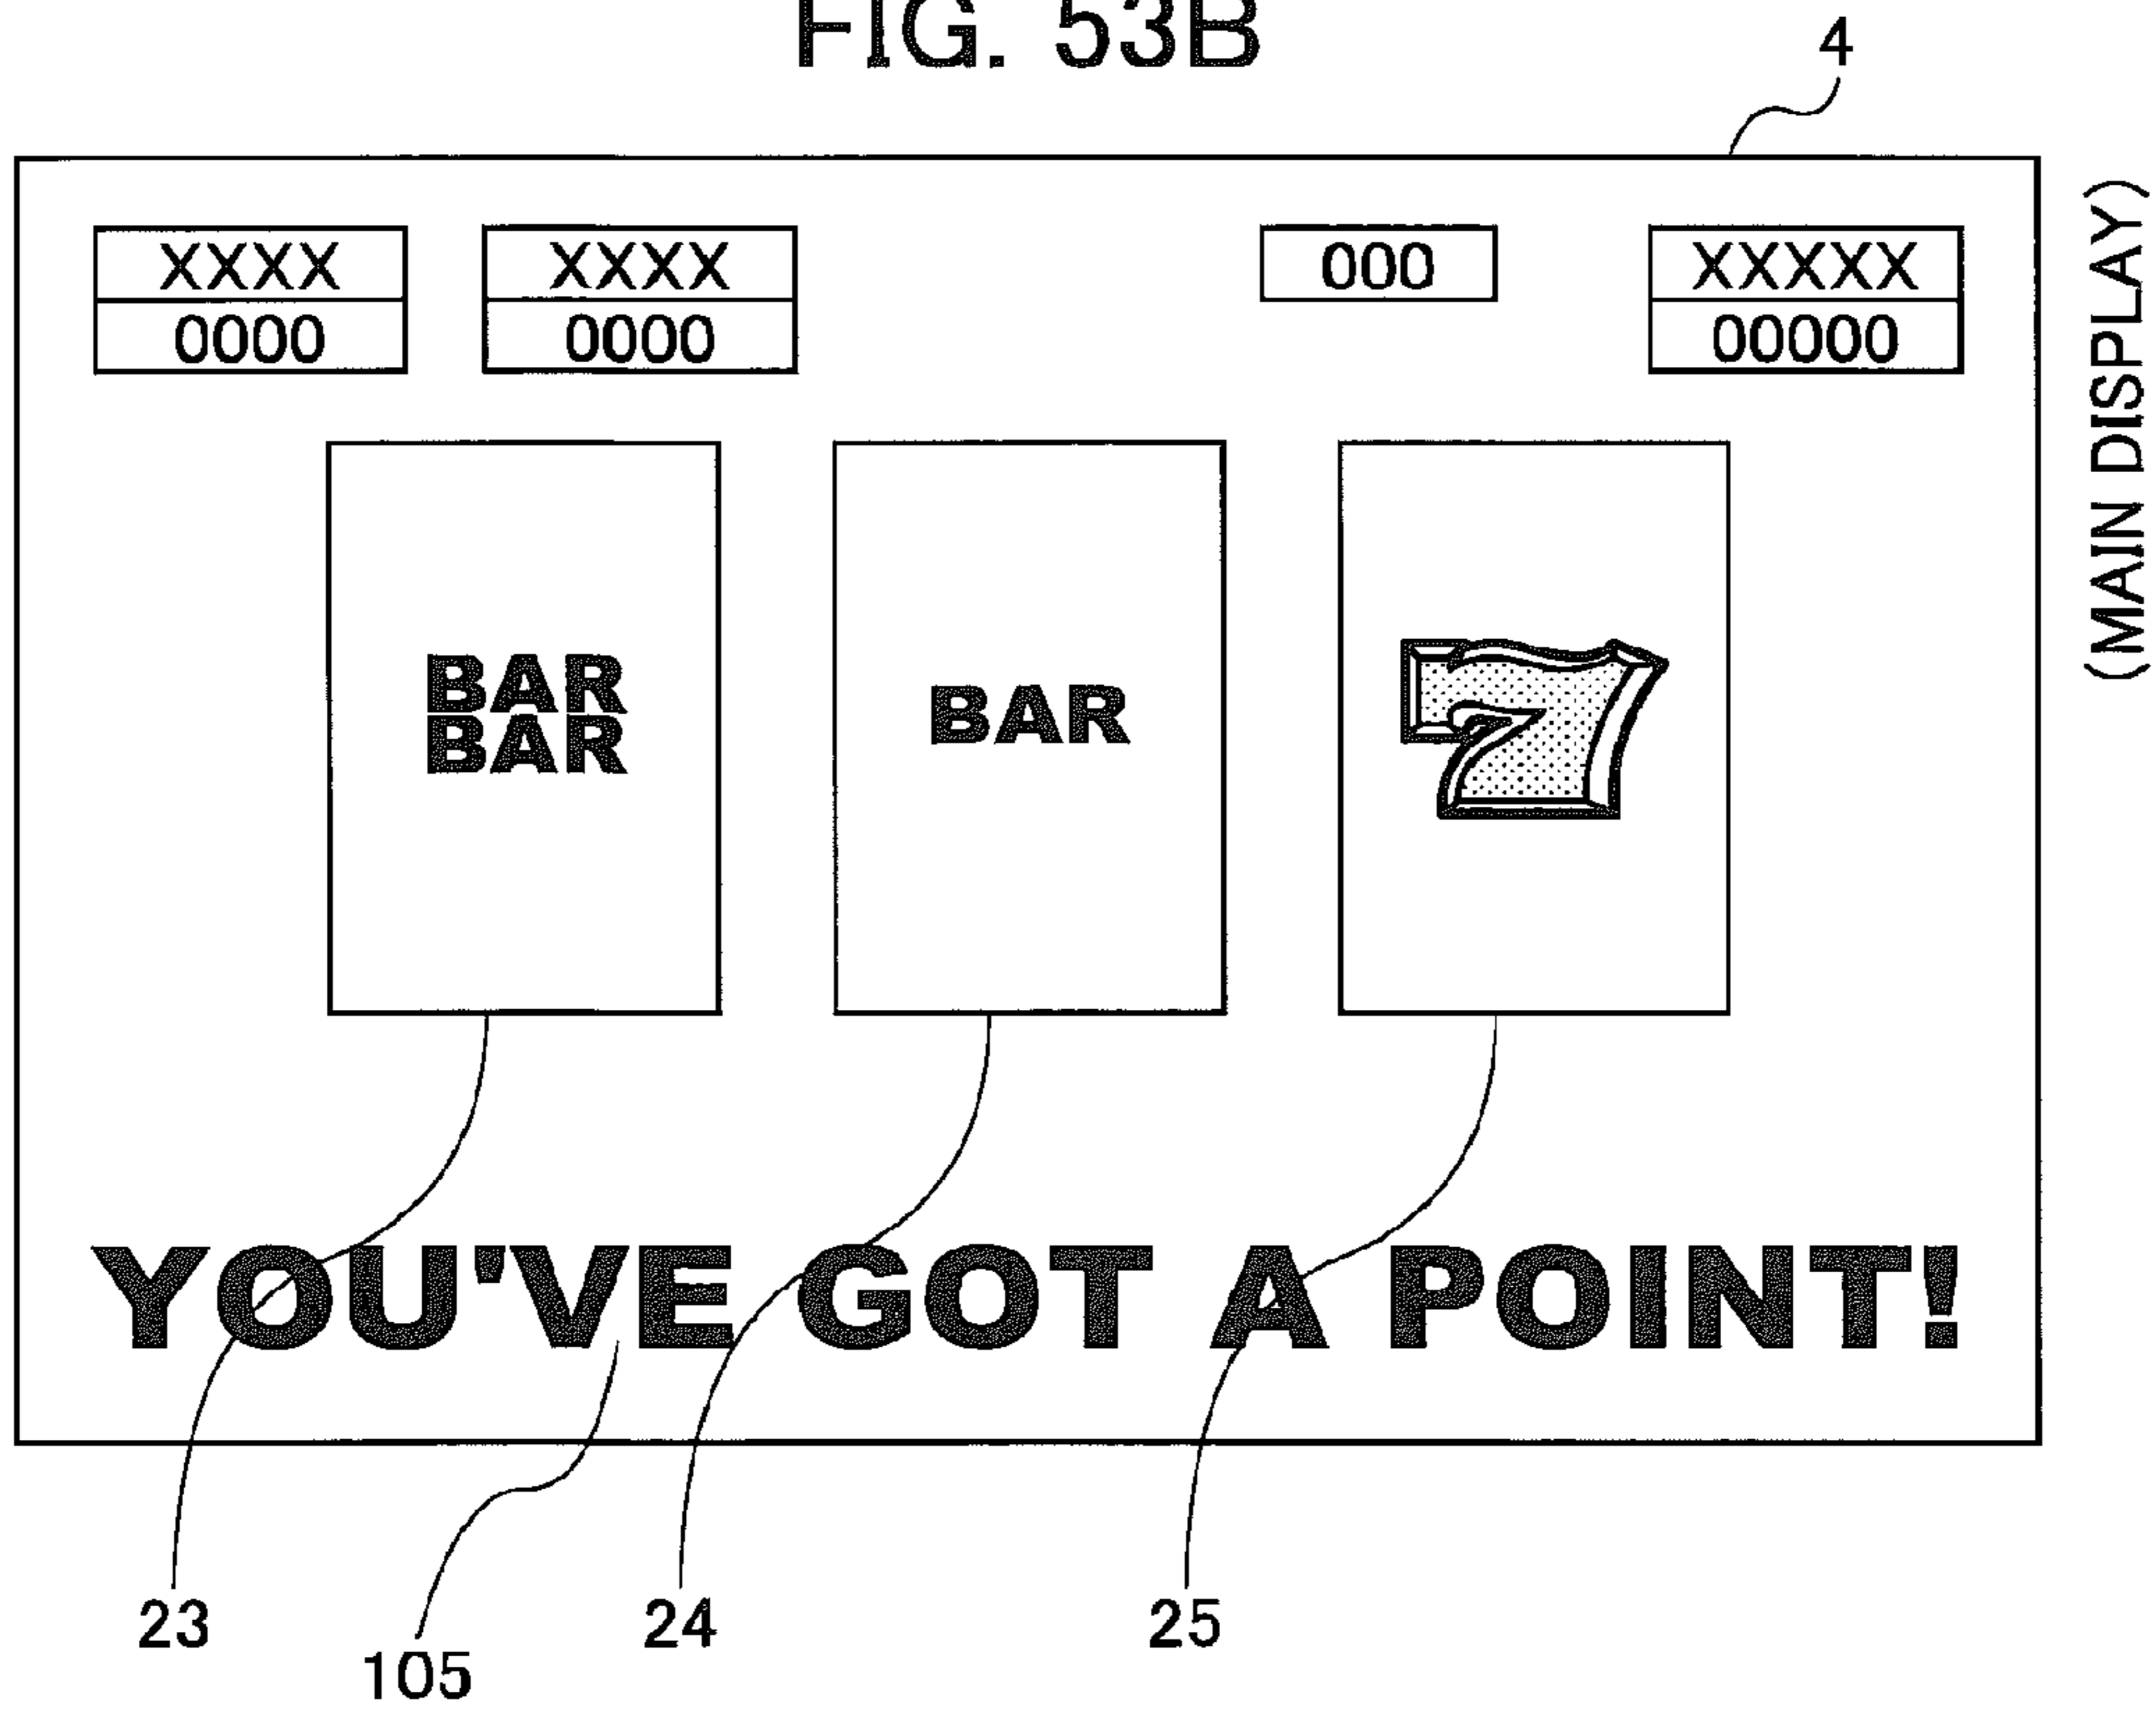 FIG. 53B
4
(MAIN DISPLAY)
XXXX XXXX 000 XXXXX
0000 0000 00000
BAR
BAR
BAR
7
YOU'VE GOT A POINT!
23 24 25
105